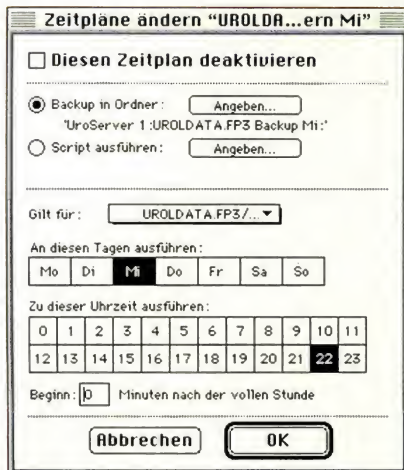 Zeitpläne ändern “UROLDA...ern Mi”
Diesen Zeitplan deaktivieren
Backup in Ordner: Angeben...
'UroServer 1:UROLDATA.FP3 Backup Mi:'
Script ausführen: Angeben...
Gilt für: UROLDATA.FP3/...
An diesen Tagen ausführen:
Mo Di Mi Do Fr Sa So
Zu dieser Uhrzeit ausführen:
0 1 2 3 4 5 6 7 8 9 10 11
12 13 14 15 16 17 18 19 20 21 22 23
Beginn: 0 Minuten nach der vollen Stunde
Abbrechen OK